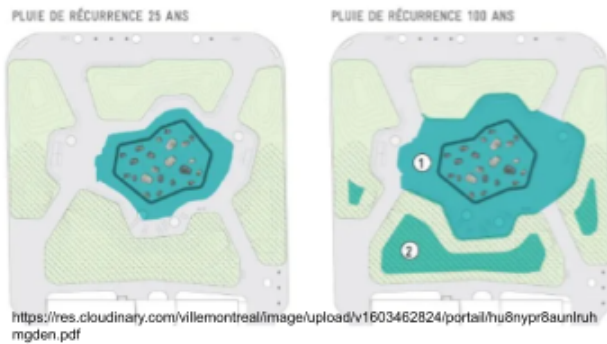 PLUIE DE RÉCURRENCE 25 ANS
PLUIE DE RÉCURRENCE 100 ANS
1
2
https://res.cloudinary.com/villemontreal/image/upload/v1603462824/portail/hu8nypr8aunlruh
mgden.pdf